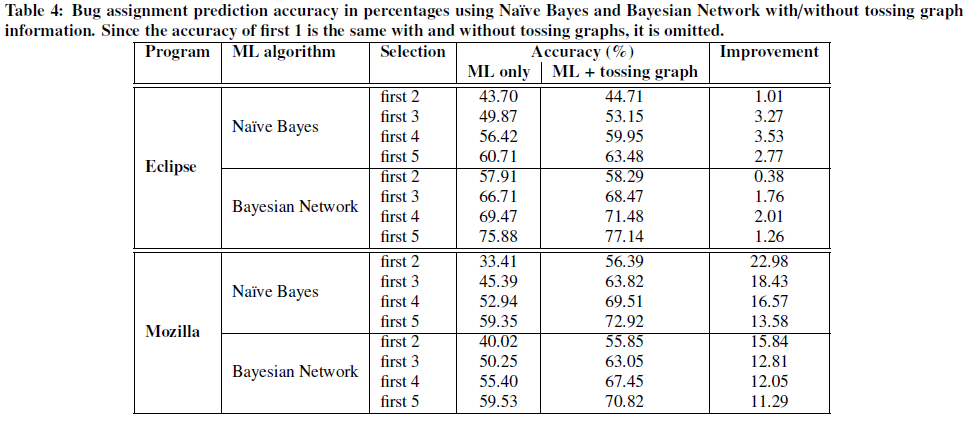 Table 4: Bug assignment prediction accuracy in percentages using Naïve Bayes and Bayesian Network with/without tossing graph
information. Since the accuracy of first 1 is the same with and without tossing graphs, it is omitted.
Program ML algorithm Selection Accuracy (%) Improvement
ML only ML + tossing graph
Eclipse Naïve Bayes first 2 43.70 44.71 1.01
first 3 49.87 53.15 3.27
first 4 56.42 59.95 3.53
first 5 60.71 63.48 2.77
Bayesian Network first 2 57.91 58.29 0.38
first 3 66.71 68.47 1.76
first 4 69.47 71.48 2.01
first 5 75.88 77.14 1.26
Mozilla Naïve Bayes first 2 33.41 56.39 22.98
first 3 45.39 63.82 18.43
first 4 52.94 69.51 16.57
first 5 59.35 72.92 13.58
Bayesian Network first 2 40.02 55.85 15.84
first 3 50.25 63.05 12.81
first 4 55.40 67.45 12.05
first 5 59.53 70.82 11.29